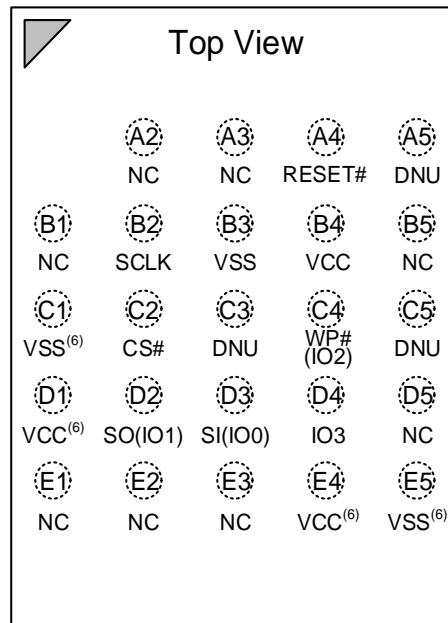 Top View
A2 A3 A4 A5
NC NC RESET# DNU
B1 B2 B3 B4 B5
NC SCLK VSS VCC NC
C1 C2 C3 C4 C5
VSS(6) CS# DNU WP# DNU
(IO2)
D1 D2 D3 D4 D5
VCC(6) SO(IO1) SI(IO0) IO3 NC
E1 E2 E3 E4 E5
NC NC NC VCC(6) VSS(6)